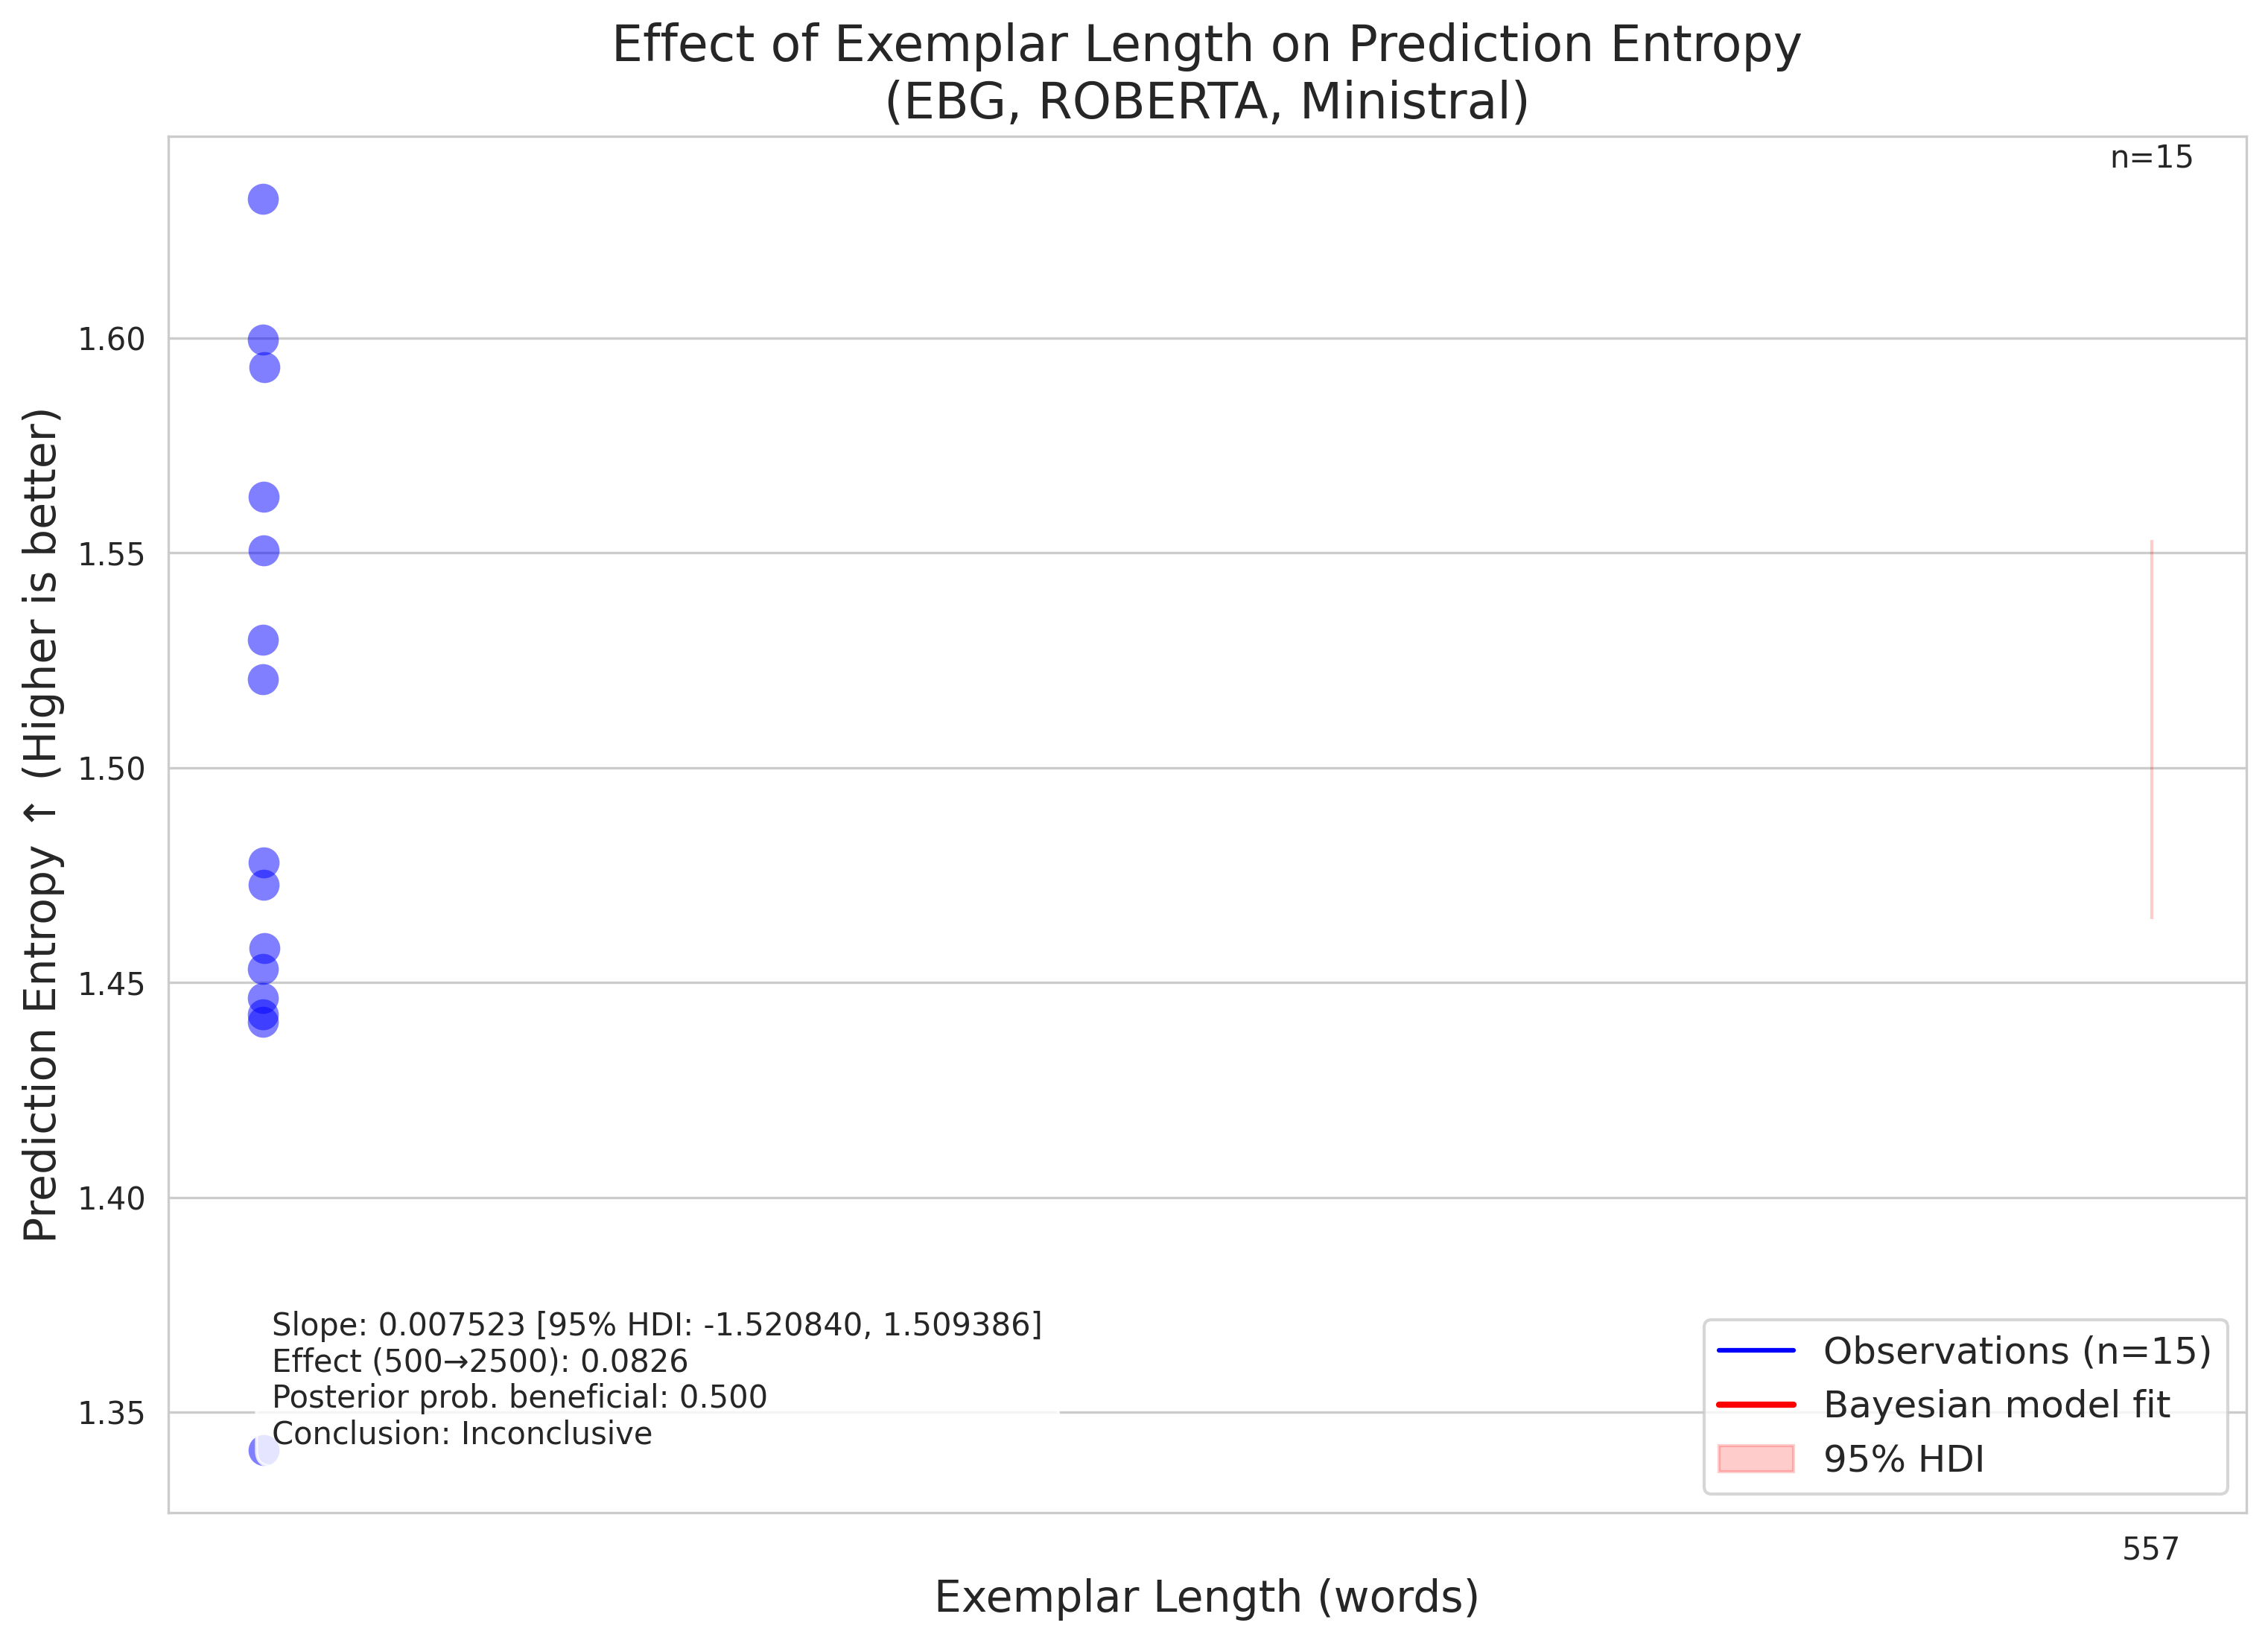 Effect of Exemplar Length on Prediction Entropy
(EBG, ROBERTA, Ministral)
n=15
Prediction Entropy ↑ (Higher is better)
1.60
1.55
1.50
1.45
1.40
1.35
Slope: 0.007523 [95% HDI: -1.520840, 1.509386]
Effect (500→2500): 0.0826
Posterior prob. beneficial: 0.500
Conclusion: Inconclusive
Observations (n=15)
Bayesian model fit
95% HDI
557
Exemplar Length (words)